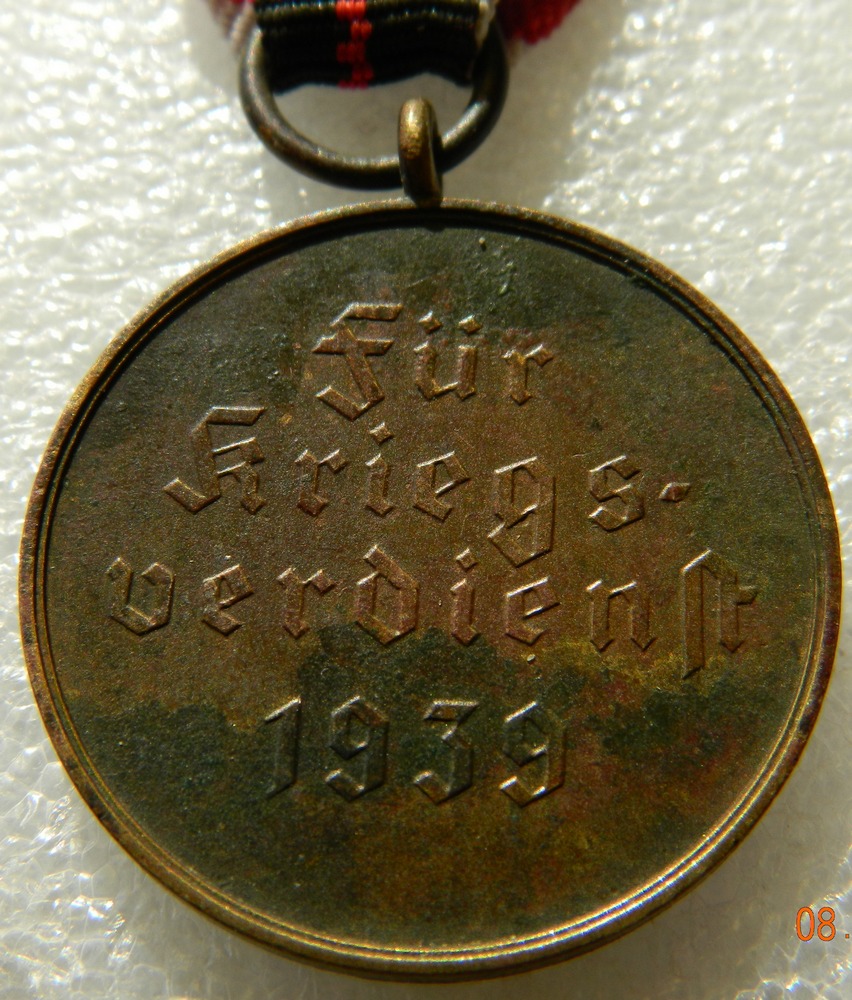 Für
Kriegs-
verdienst
1939
08.